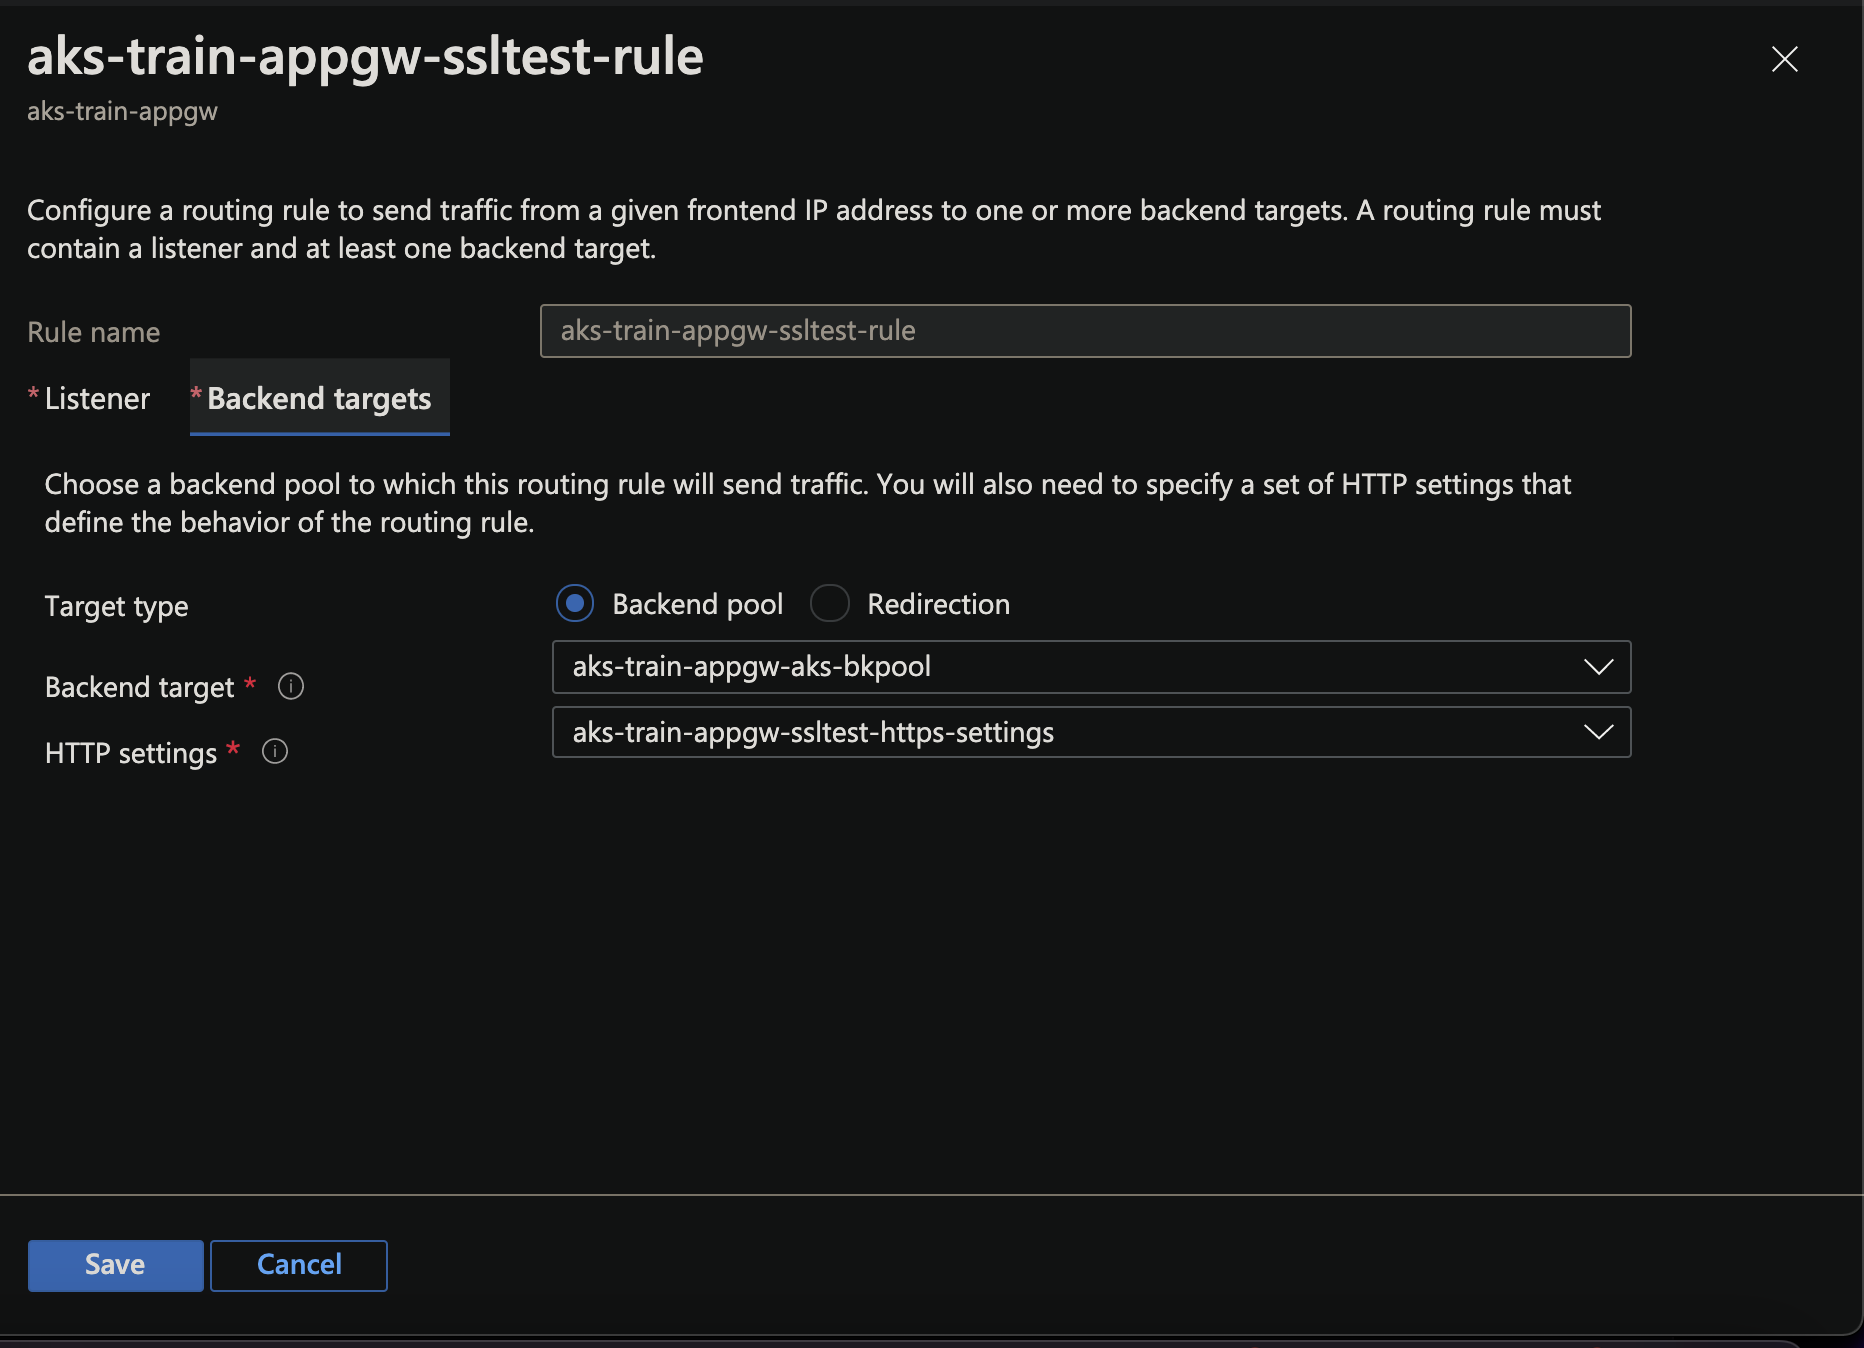 aks-train-appgw-ssltest-rule
aks-train-appgw
Configure a routing rule to send traffic from a given frontend IP address to one or more backend targets. A routing rule must
contain a listener and at least one backend target.
Rule name
aks-train-appgw-ssltest-rule
* Listener
* Backend targets
Choose a backend pool to which this routing rule will send traffic. You will also need to specify a set of HTTP settings that
define the behavior of the routing rule.
Target type
Backend pool
Redirection
Backend target *
aks-train-appgw-aks-bkpool
HTTP settings *
aks-train-appgw-ssltest-https-settings
Save
Cancel